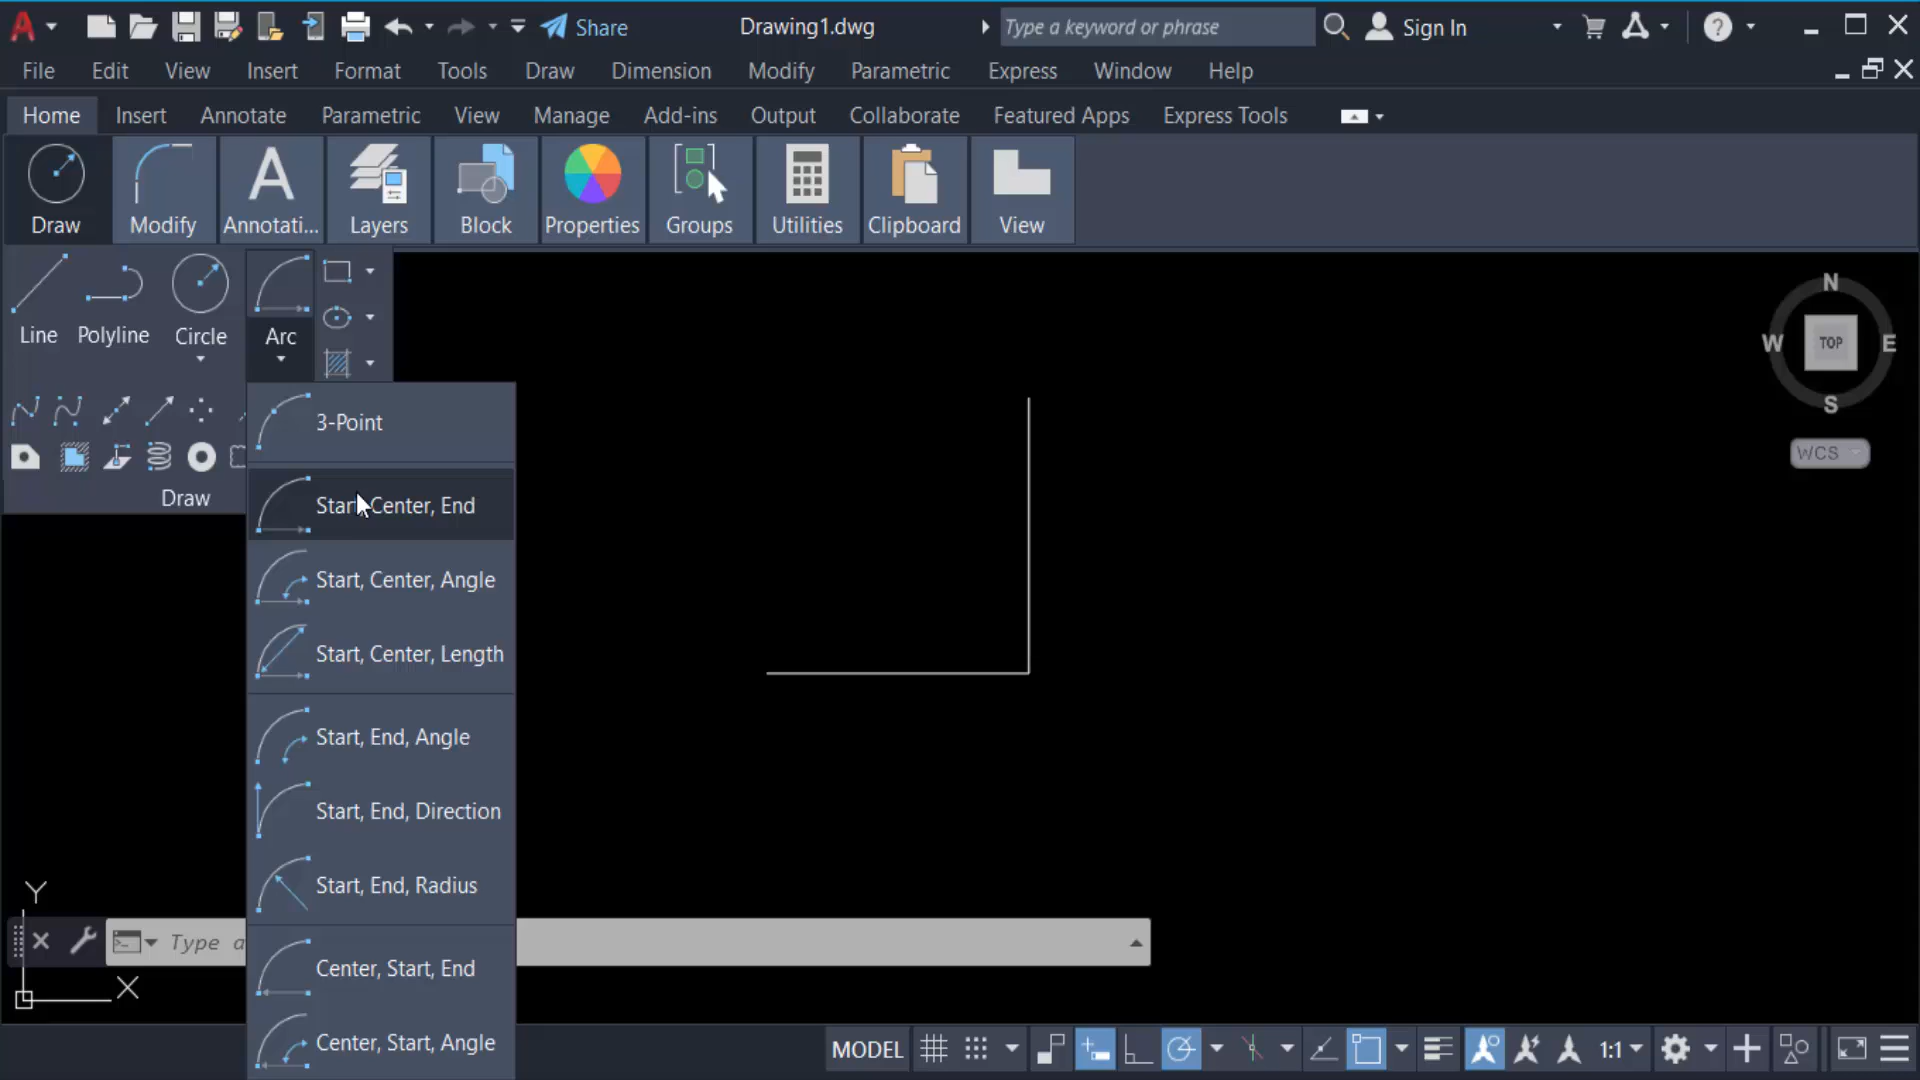 Share Drawing1.dwg Type a keyword or phrase Sign In
File Edit View Insert Format Tools Draw Dimension Modify Parametric Express Window Help
Home Insert Annotate Parametric View Manage Add-ins Output Collaborate Featured Apps Express Tools
Draw Modify Annotati... Layers Block Properties Groups Utilities Clipboard View
Line Polyline Circle Arc
Draw
3-Point
Start, Center, End
Start, Center, Angle
Start, Center, Length
Start, End, Angle
Start, End, Direction
Start, End, Radius
Center, Start, End
Center, Start, Angle
N
W TOP E
S
WCS
Y
Type a
X
MODEL 1:1